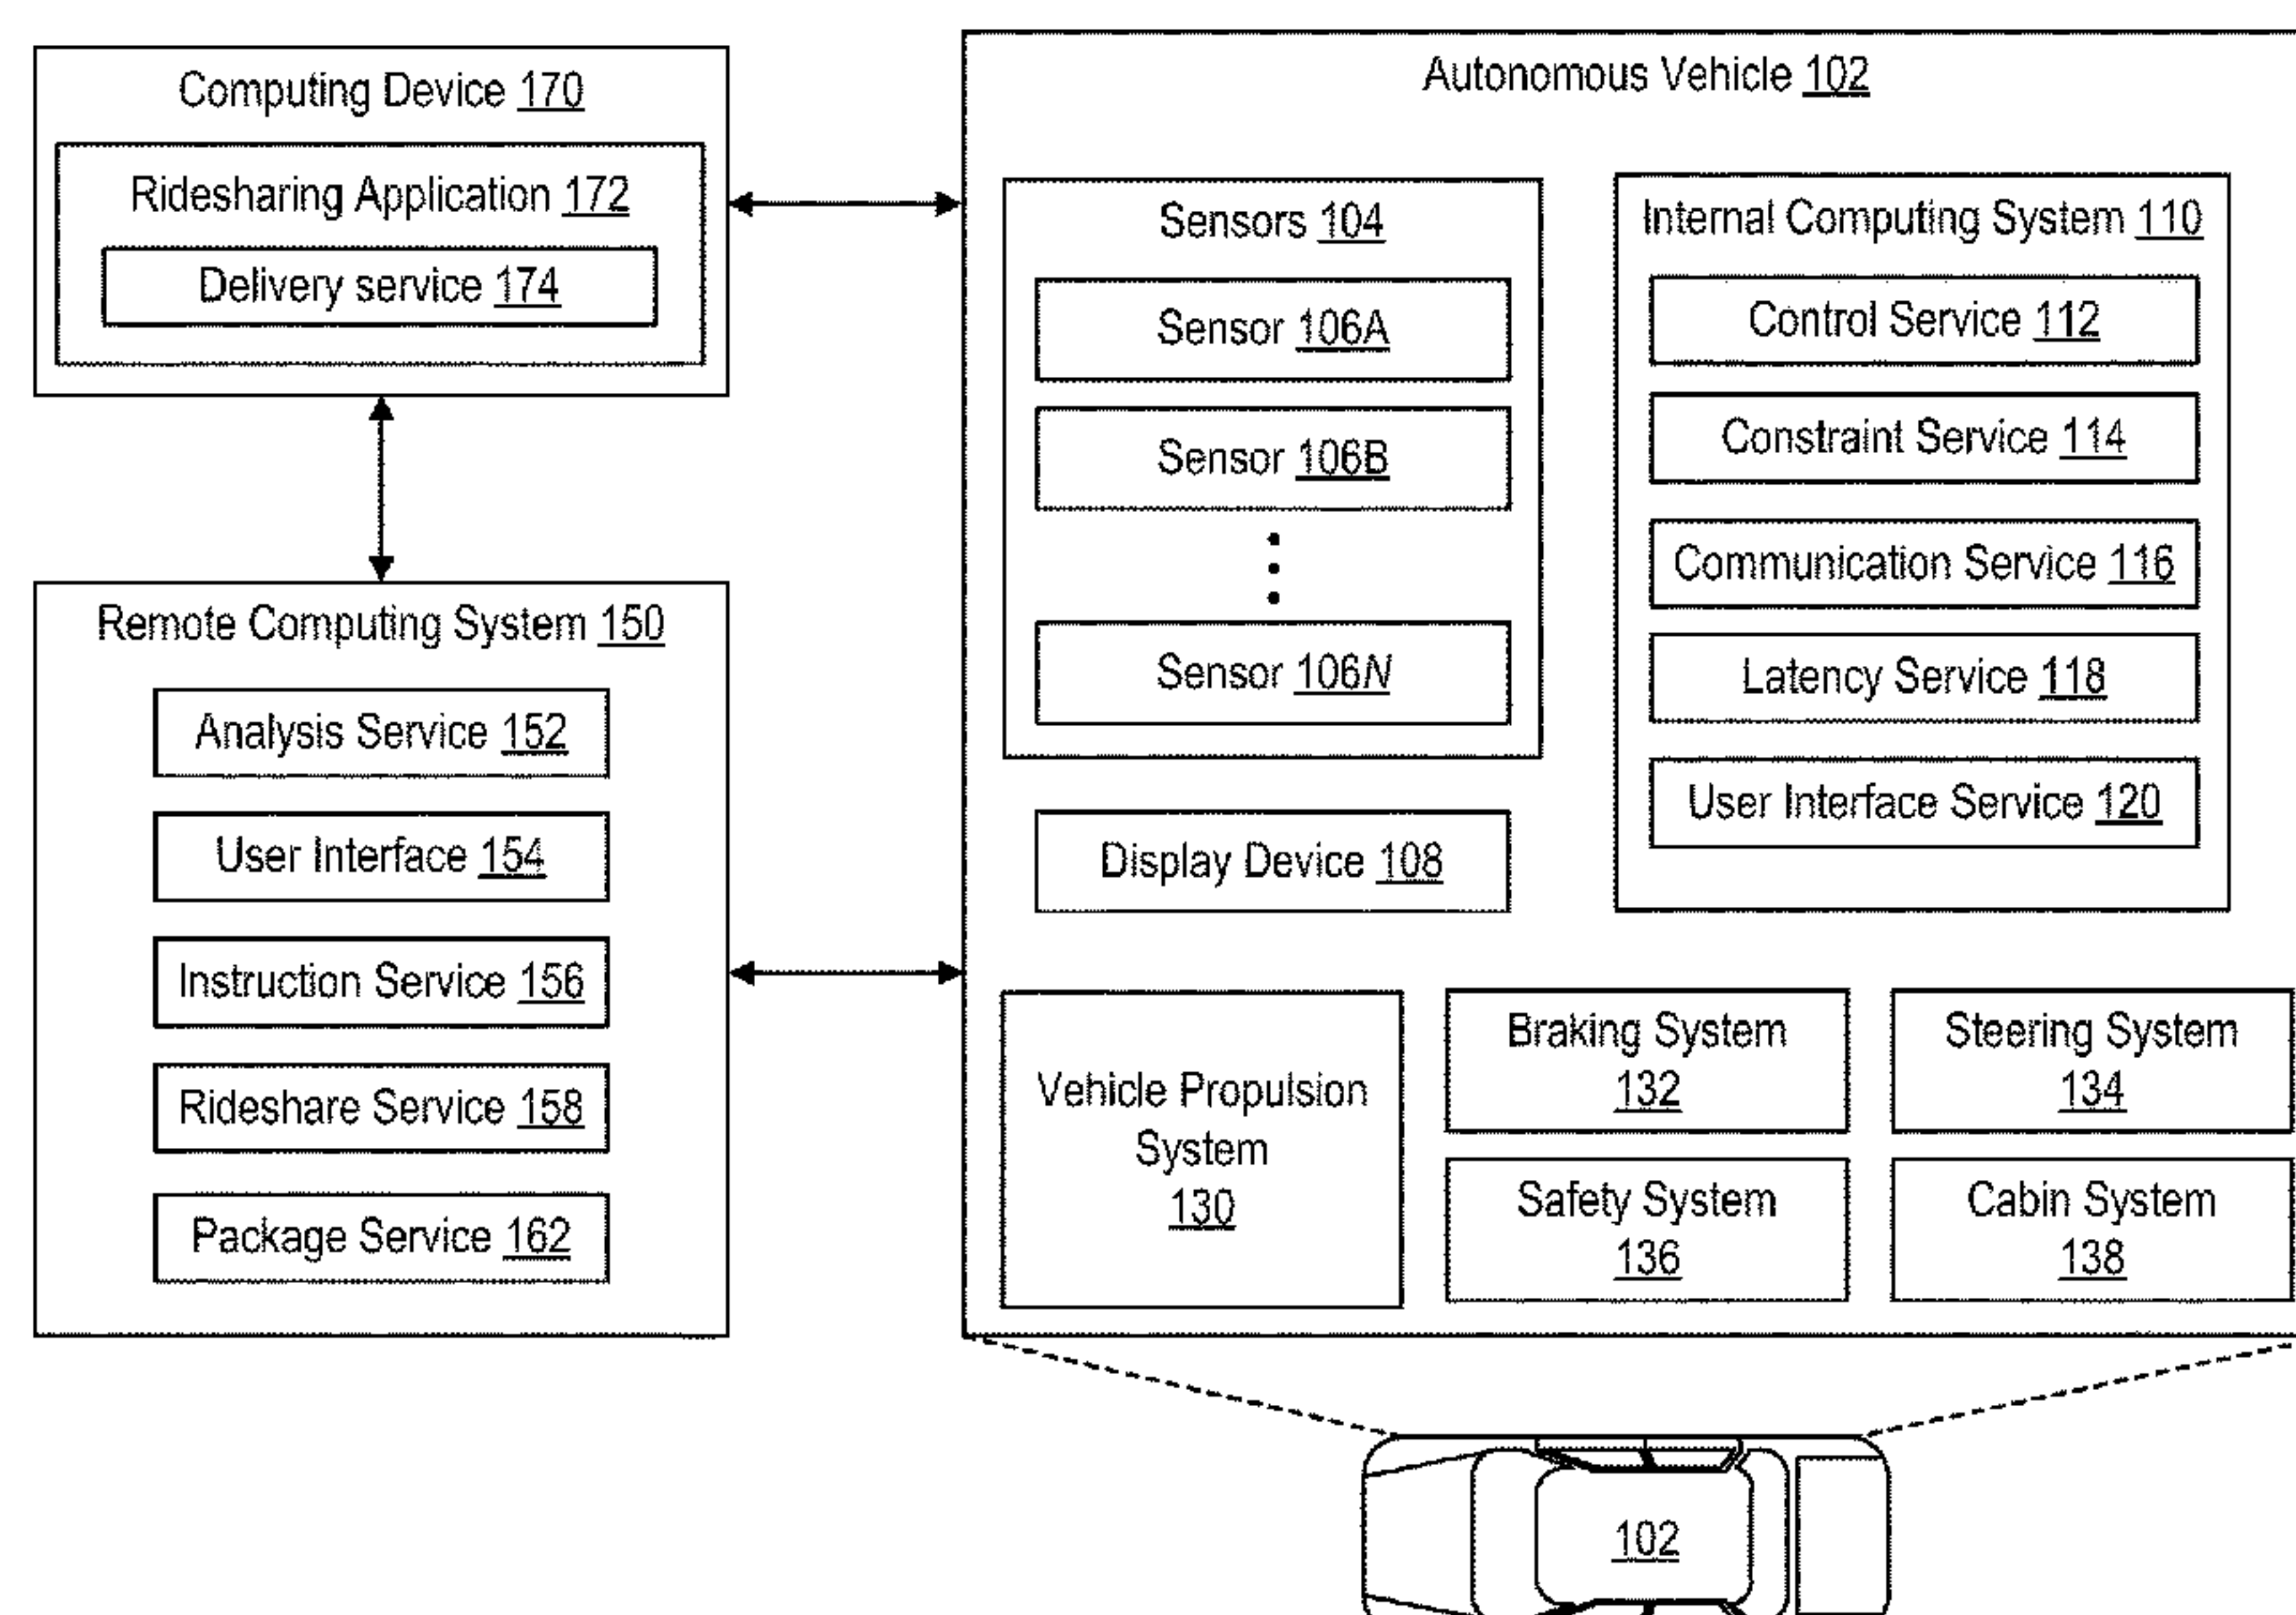 Computing Device 170
Ridesharing Application 172
Delivery service 174
Remote Computing System 150
Analysis Service 152
User Interface 154
Instruction Service 156
Rideshare Service 158
Package Service 162
Autonomous Vehicle 102
Sensors 104
Sensor 106A
Sensor 106B
Sensor 106N
Display Device 108
Internal Computing System 110
Control Service 112
Constraint Service 114
Communication Service 116
Latency Service 118
User Interface Service 120
Vehicle Propulsion
System
130
Braking System
132
Steering System
134
Safety System
136
Cabin System
138
102